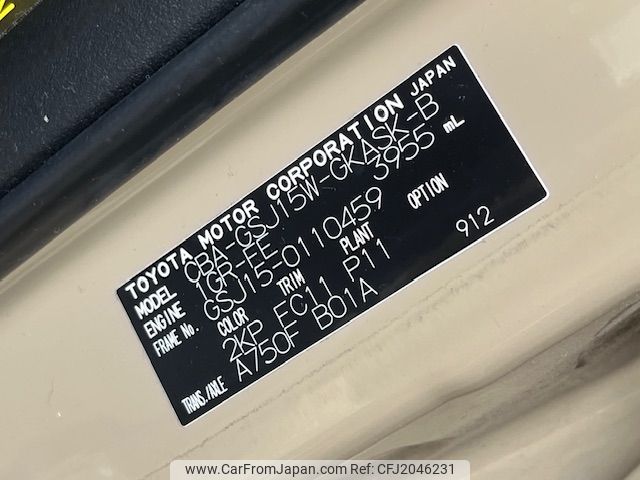 TOYOTA MOTOR CORPORATION JAPAN
MODEL CBA-GSJ15W-GKASK-B
ENGINE 1GR-FE 3955 mL
FRAME No. GSJ15-0110459
COLOR TRIM PLANT OPTION
2KP FC11 P11 912
TRANS./AXLE A750F B01A
www.CarFromJapan.com | Ref No. CFJ2046231